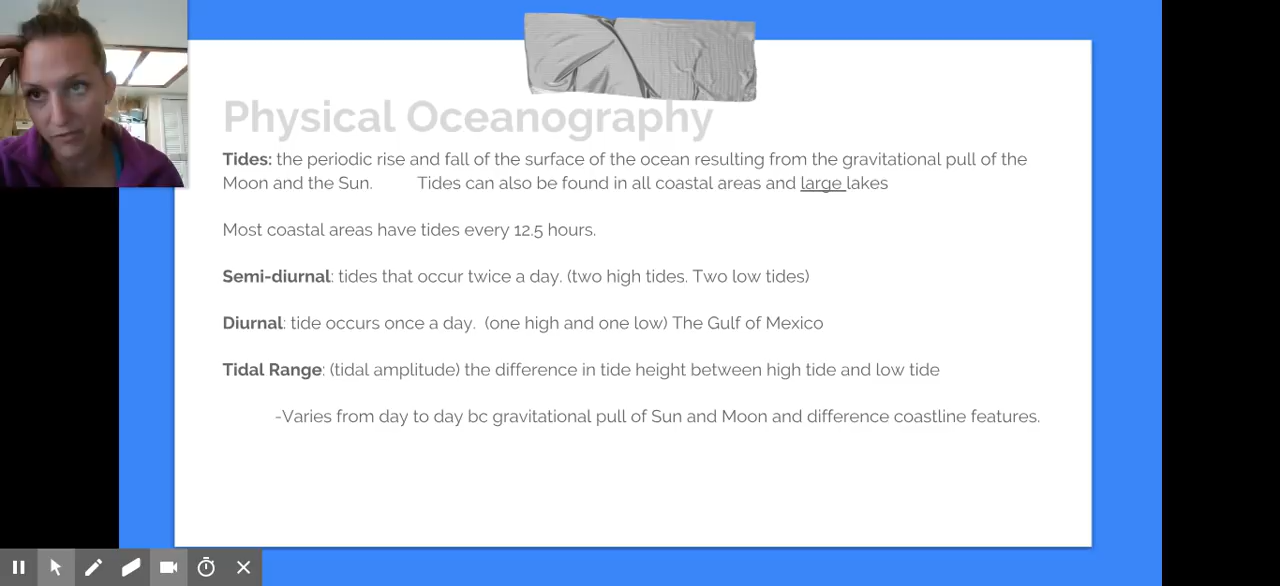 Physical Oceanography
Tides: the periodic rise and fall of the surface of the ocean resulting from the gravitational pull of the
Moon and the Sun. Tides can also be found in all coastal areas and large lakes
Most coastal areas have tides every 12.5 hours.
Semi-diurnal: tides that occur twice a day. (two high tides. Two low tides)
Diurnal: tide occurs once a day. (one high and one low) The Gulf of Mexico
Tidal Range: (tidal amplitude) the difference in tide height between high tide and low tide
-Varies from day to day bc gravitational pull of Sun and Moon and difference coastline features.